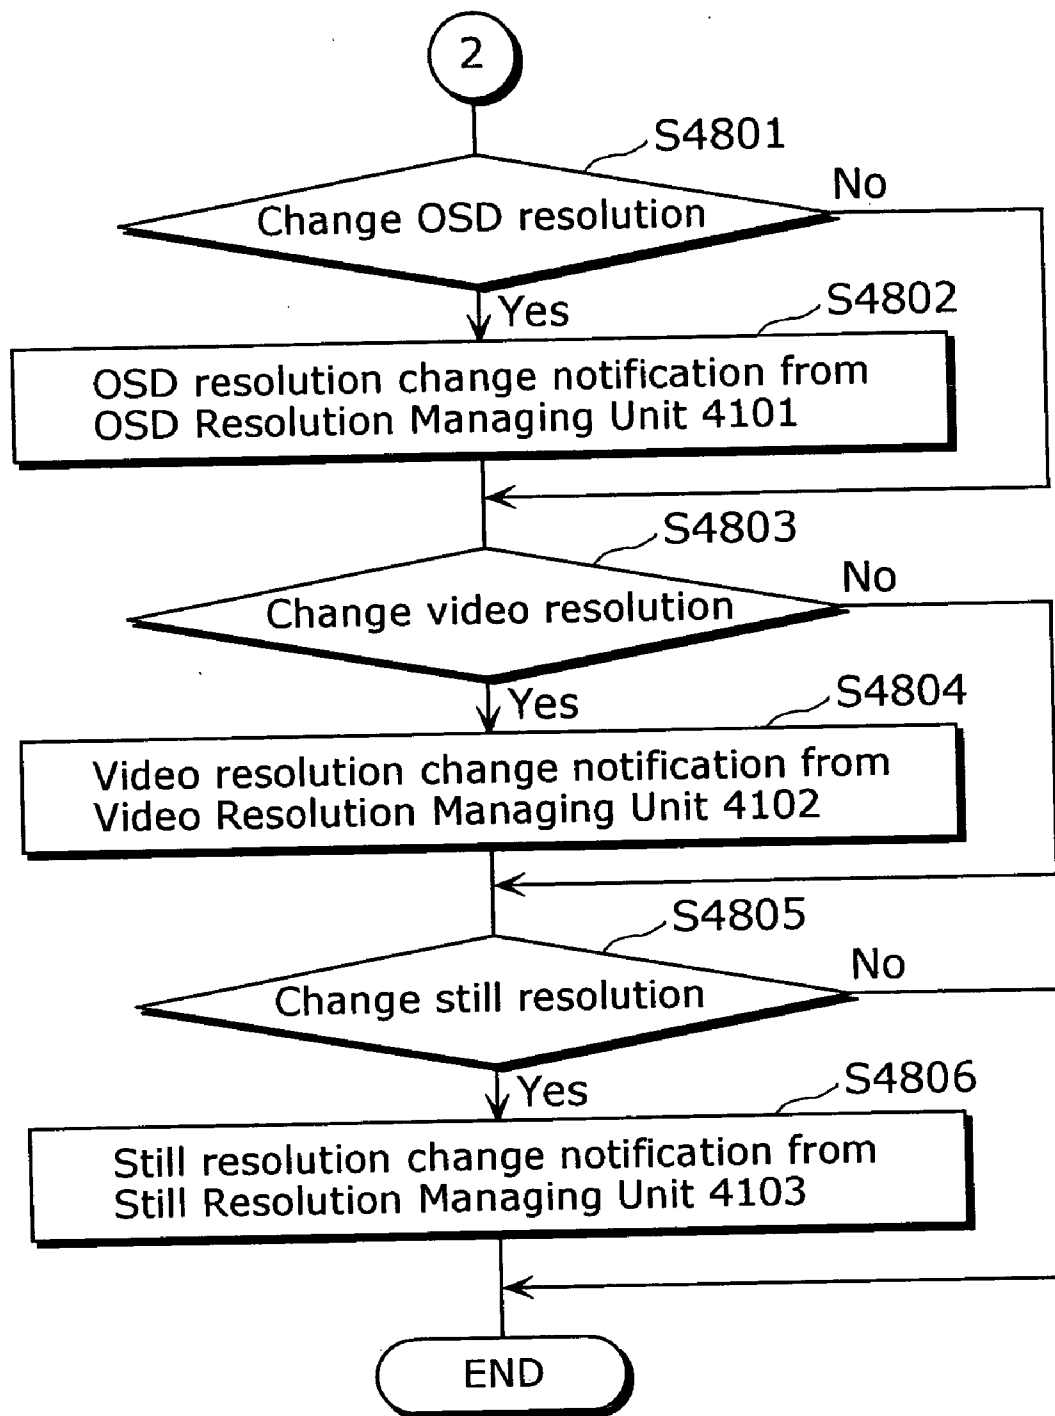 2
S4801
No
Change OSD resolution
Yes
S4802
OSD resolution change notification from
OSD Resolution Managing Unit 4101
S4803
No
Change video resolution
Yes
S4804
Video resolution change notification from
Video Resolution Managing Unit 4102
S4805
No
Change still resolution
Yes
S4806
Still resolution change notification from
Still Resolution Managing Unit 4103
END